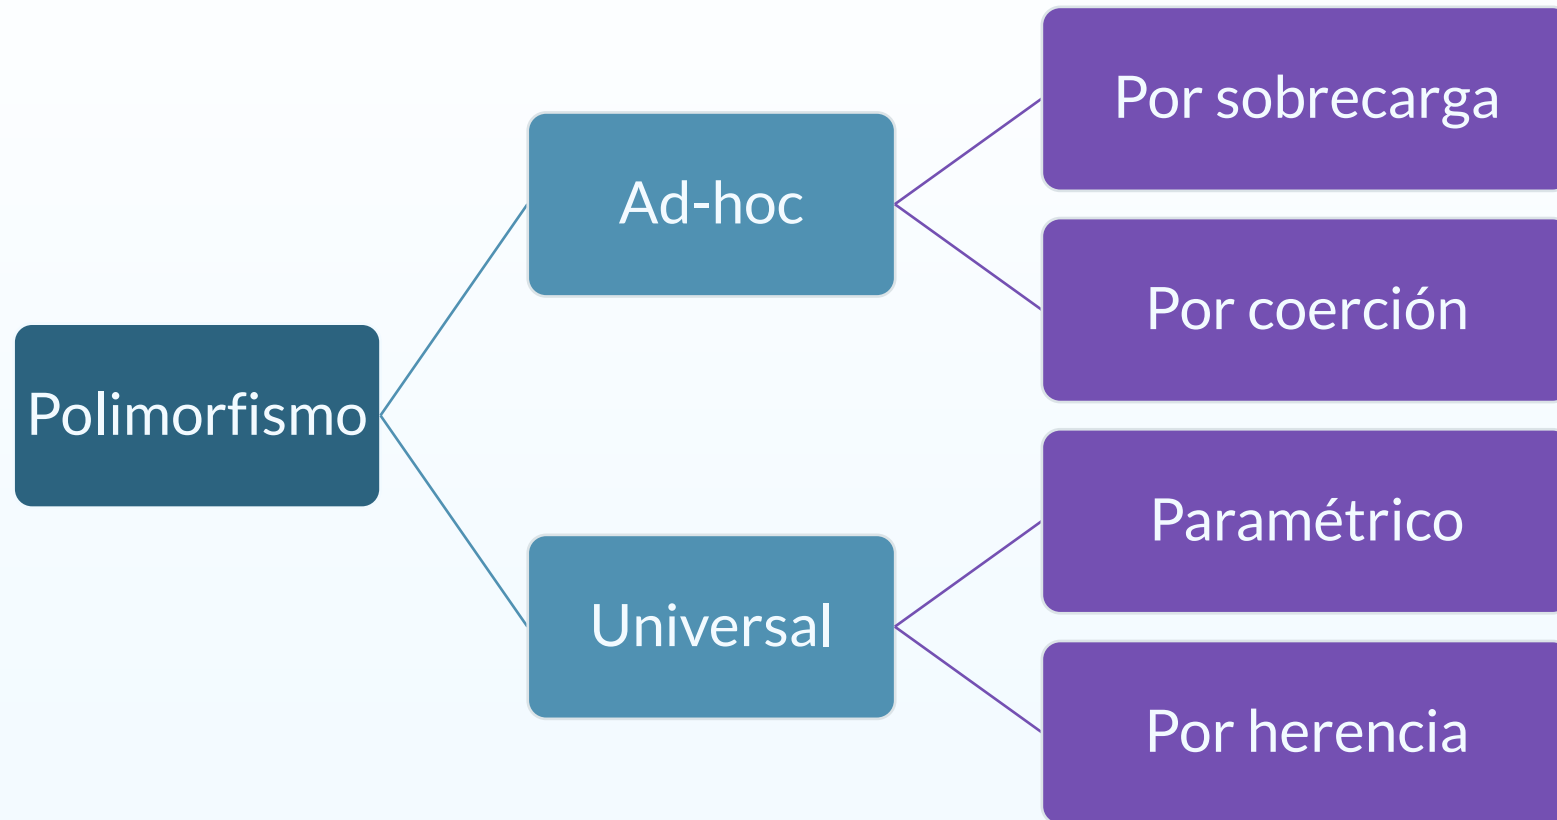 Polimorfismo
Ad-hoc
Por sobrecarga
Por coerción
Universal
Paramétrico
Por herencia